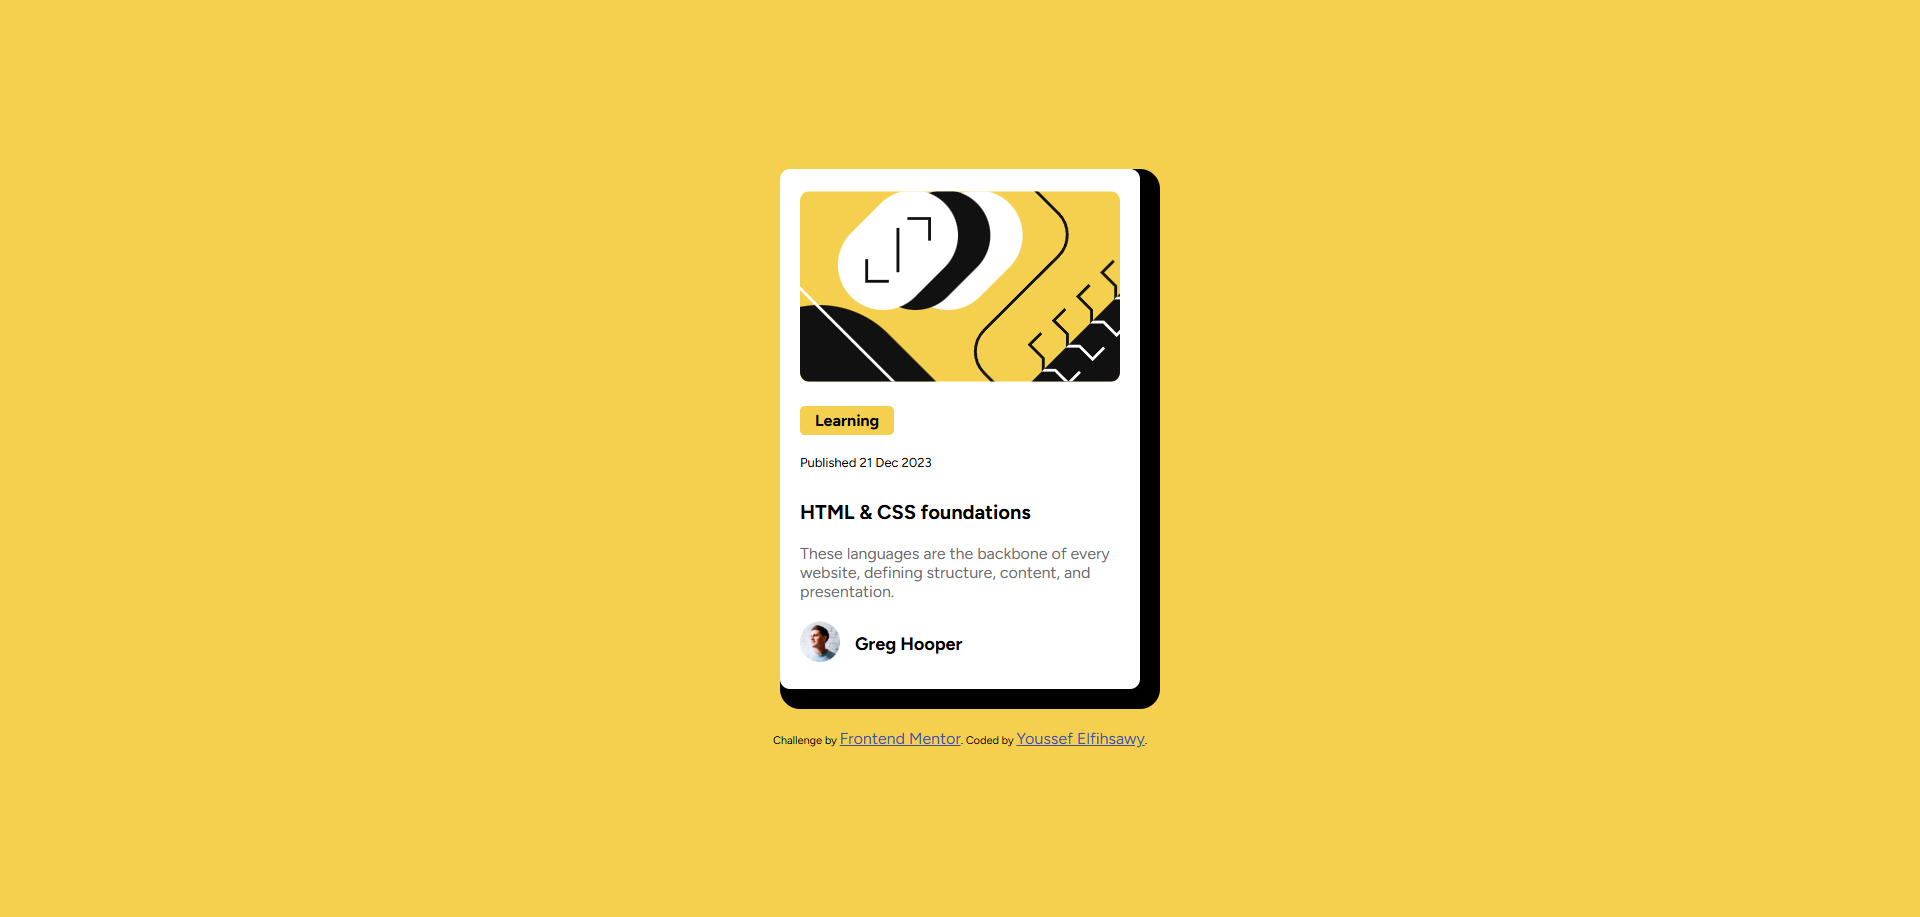 Learning
Published 21 Dec 2023
HTML & CSS foundations
These languages are the backbone of every
website, defining structure, content, and
presentation.
Greg Hooper
Challenge by Frontend Mentor. Coded by Youssef Elfihsawy.